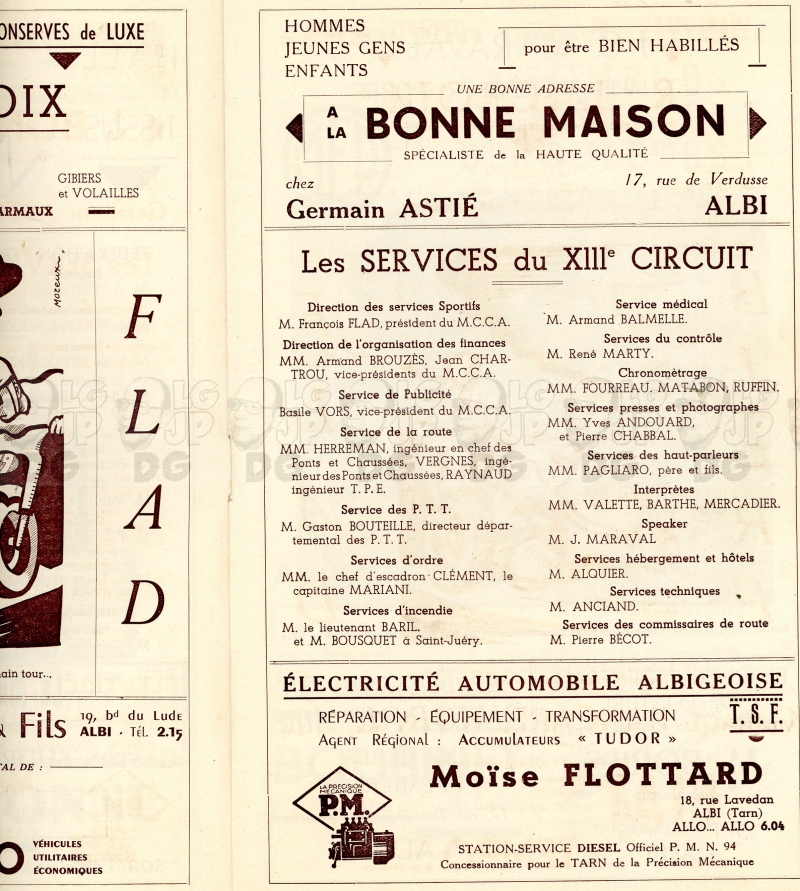 ONSERVES de LUXE
OIX
GIBIERS
et VOLAILLES
ARMAUX
Moreux.
F
L
A
D
ain tour...
& Fils
19, bd du Lude
ALBI - Tél. 2.15
TAL DE :
O
VÉHICULES
UTILITAIRES
ÉCONOMIQUES
HOMMES
JEUNES GENS
ENFANTS
pour être BIEN HABILLÉS
UNE BONNE ADRESSE
A LA BONNE MAISON
SPÉCIALISTE de la HAUTE QUALITÉ
chez
17, rue de Verdusse
Germain ASTIÉ
ALBI
Les SERVICES du XIIIe CIRCUIT
Direction des services Sportifs
M. François FLAD, président du M.C.C.A.
Direction de l'organisation des finances
MM. Armand BROUZÈS, Jean CHAR-
TROU, vice-présidents du M.C.C.A.
Service de Publicité
Basile VORS, vice-président du M.C.C.A.
Service de la route
MM. HERREMAN, ingénieur en chef des
Ponts et Chaussées, VERGNES, ingé-
nieur des Ponts et Chaussées, RAYNAUD
ingénieur T. P. E.
Service des P. T. T.
M. Gaston BOUTEILLE, directeur dépar-
temental des P. T. T.
Services d'ordre
MM. le chef d'escadron CLÉMENT, le
capitaine MARIANI.
Services d'incendie
M. le lieutenant BARIL.
et M. BOUSQUET à Saint-Juéry.
Service médical
M. Armand BALMELLE.
Services du contrôle
M. René MARTY.
Chronométrage
MM. FOURREAU. MATABON, RUFFIN.
Services presses et photographes
MM. Yves ANDOUARD,
et Pierre CHABBAL.
Services des haut-parleurs
MM. PAGLIARO, père et fils.
Interprètes
MM. VALETTE, BARTHE, MERCADIER.
Speaker
M. J. MARAVAL
Services hébergement et hôtels
M. ALQUIER.
Services techniques
M. ANCIAND.
Services des commissaires de route
M. Pierre BÉCOT.
ÉLECTRICITÉ AUTOMOBILE ALBIGEOISE
RÉPARATION - ÉQUIPEMENT - TRANSFORMATION
T. S. F.
Agent Régional : Accumulateurs « TUDOR »
LA PRÉCISION
MÉCANIQUE
P.M.
Moïse FLOTTARD
18, rue Lavedan
ALBI (Tarn)
ALLO... ALLO 6.04
STATION-SERVICE DIESEL Officiel P. M. N. 94
Concessionnaire pour le TARN de la Précision Mécanique